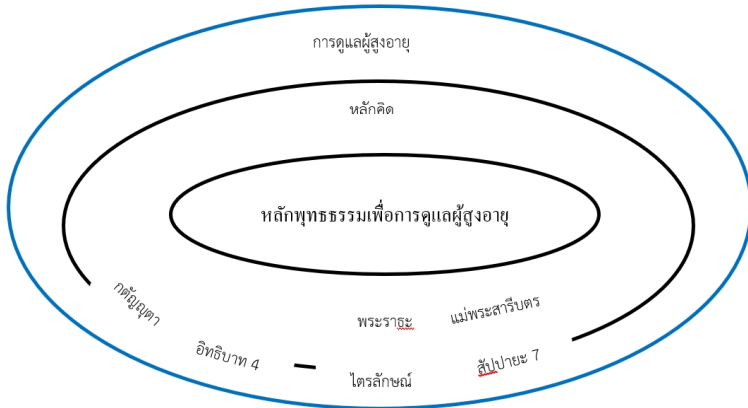 การดูแลผู้สูงอายุ
หลักคิด
หลักพุทธธรรมเพื่อการดูแลผู้สูงอายุ
กตัญญุตา
อิทธิบาท 4
พระราธะ
แม่พระสารีบุตร
ไตรลักษณ์
สัปปายะ 7